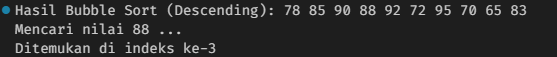 Hasil Bubble Sort (Descending): 78 85 90 88 92 72 95 70 65 83
Mencari nilai 88 ...
Ditemukan di indeks ke-3